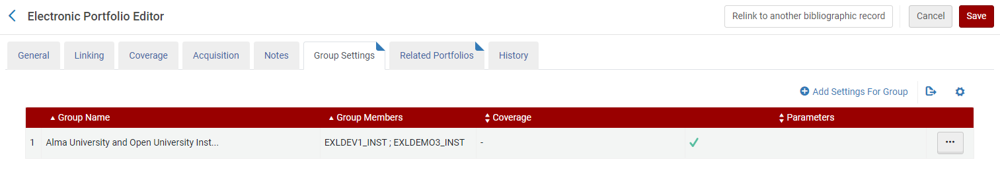 Electronic Portfolio Editor Relink to another bibliographic record Cancel Save
General Linking Coverage Acquisition Notes Group Settings Related Portfolios History
Add Settings For Group
Group Name Group Members Coverage Parameters
1 Alma University and Open University Inst... EXLDEV1_INST ; EXLDEMO3_INST -